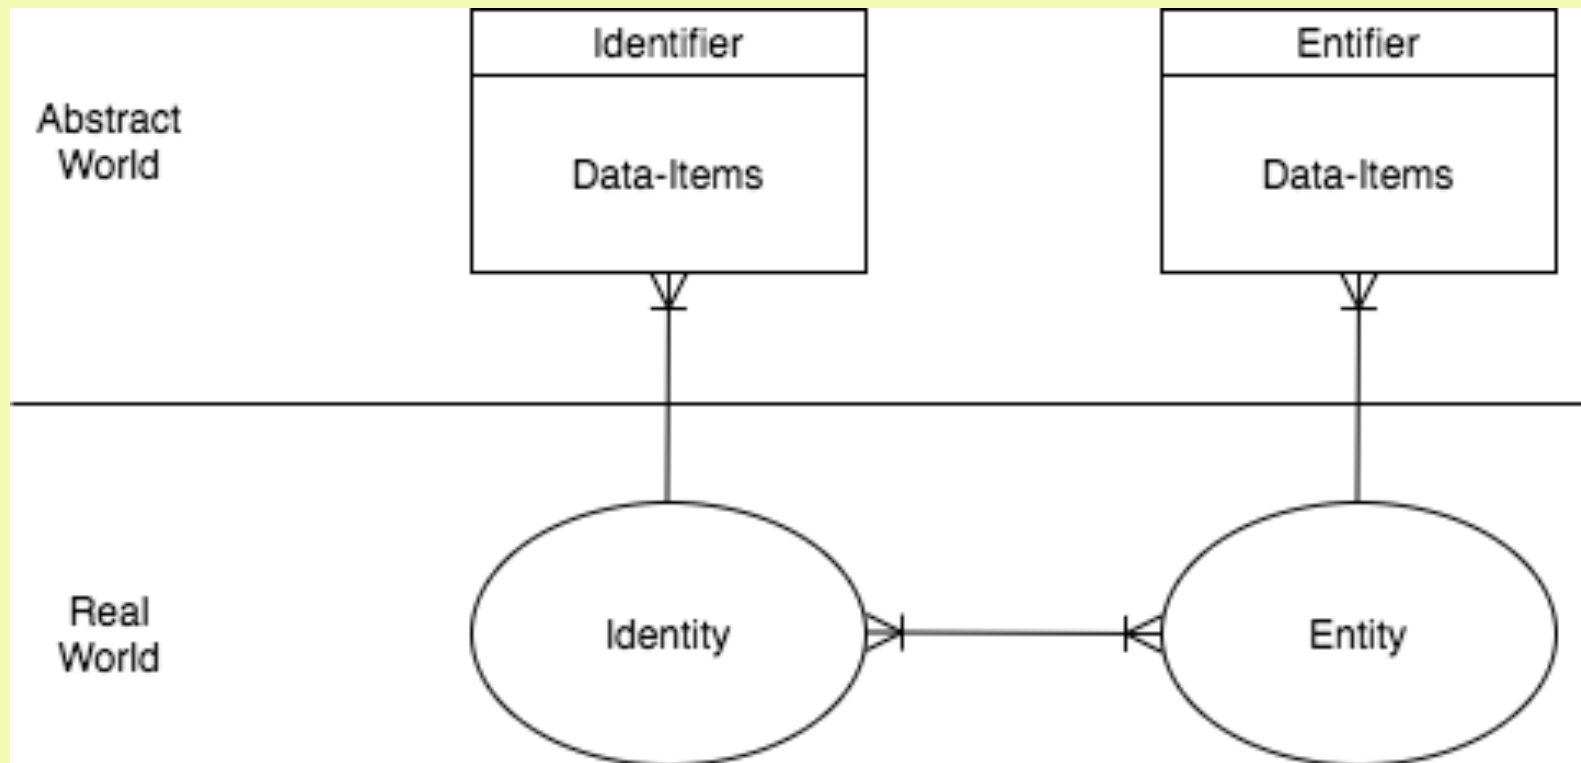 Identifier
Entifier
Abstract
World
Data-Items
Data-Items
Real
World
Identity
Entity